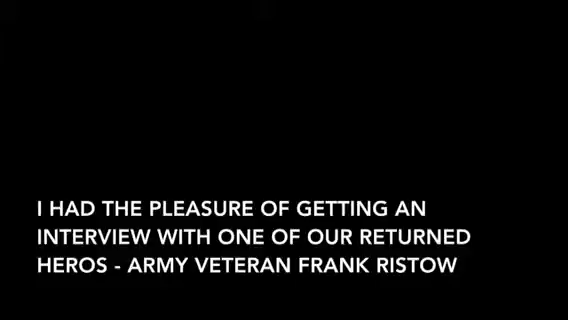 I HAD THE PLEASURE OF GETTING AN
INTERVIEW WITH ONE OF OUR RETURNED
HEROS - ARMY VETERAN FRANK RISTOW